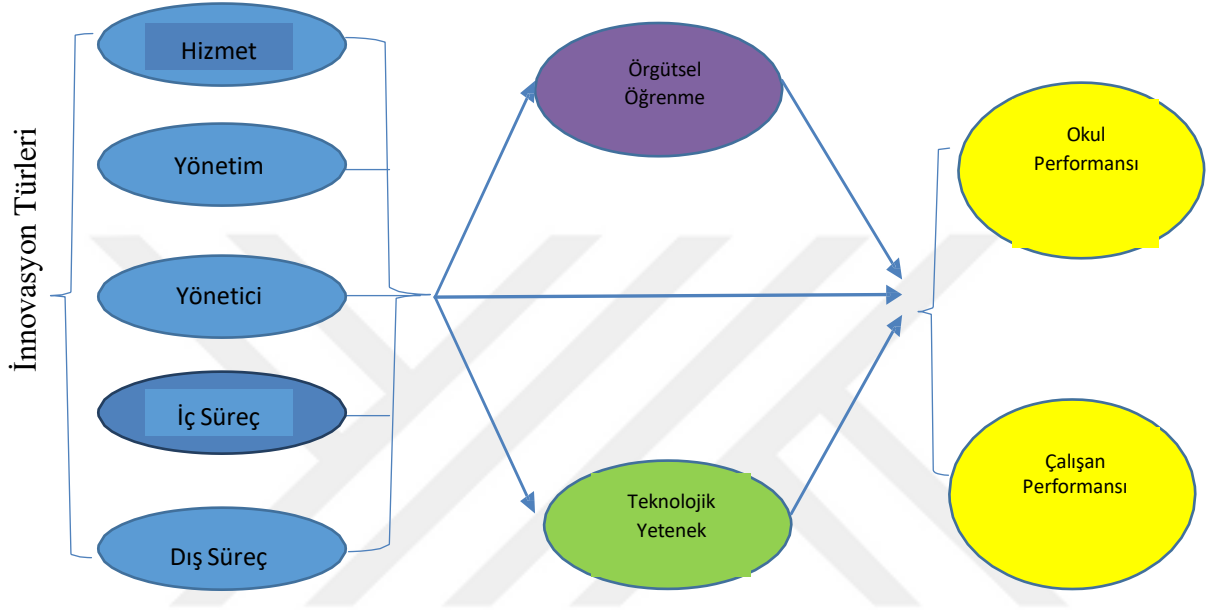 İnnovasyon Türleri
Hizmet
Yönetim
Yönetici
İç Süreç
Dış Süreç
Örgütsel
Öğrenme
Teknolojik
Yetenek
Okul
Performansı
Çalışan
Performansı